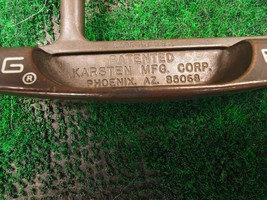 PATENTED
KARSTEN MFG. CORP.
PHOENIX, AZ. 85068
G®